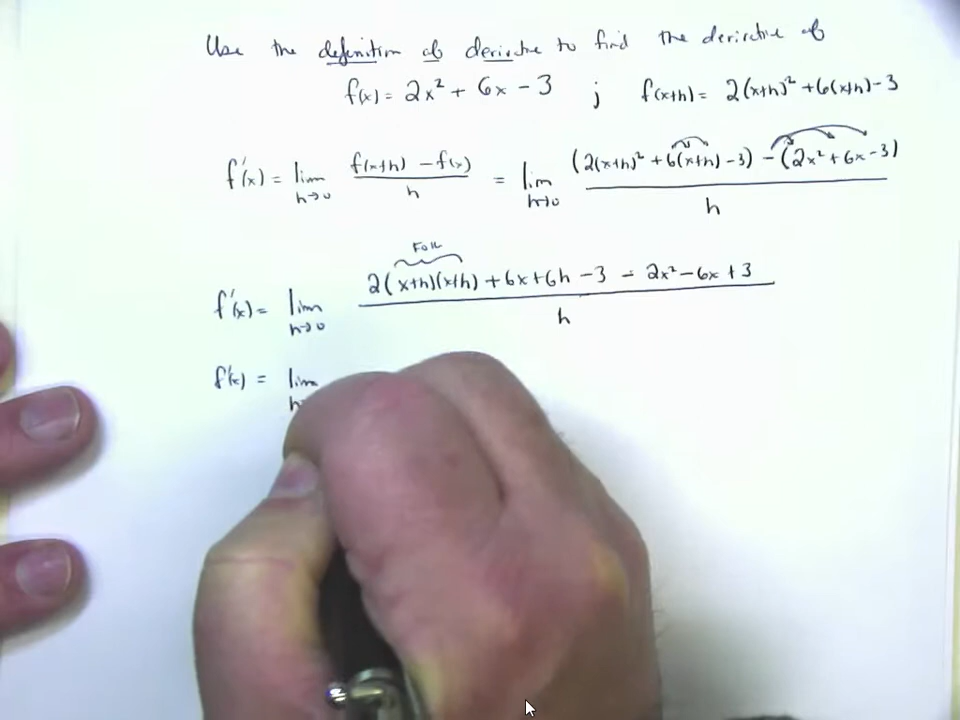 Use the definition of derivative to find the derivative of
f(x) = 2x² + 6x - 3 ; f(x+h) = 2(x+h)² + 6(x+h) - 3
f'(x) = lim h→0 f(x+h) - f(x) / h = lim h→0 (2(x+h)² + 6(x+h) - 3) - (2x² + 6x - 3) / h
FOIL
f'(x) = lim h→0 2(x+h)(x+h) + 6x + 6h - 3 - 2x² - 6x + 3 / h
f'(x) = lim h